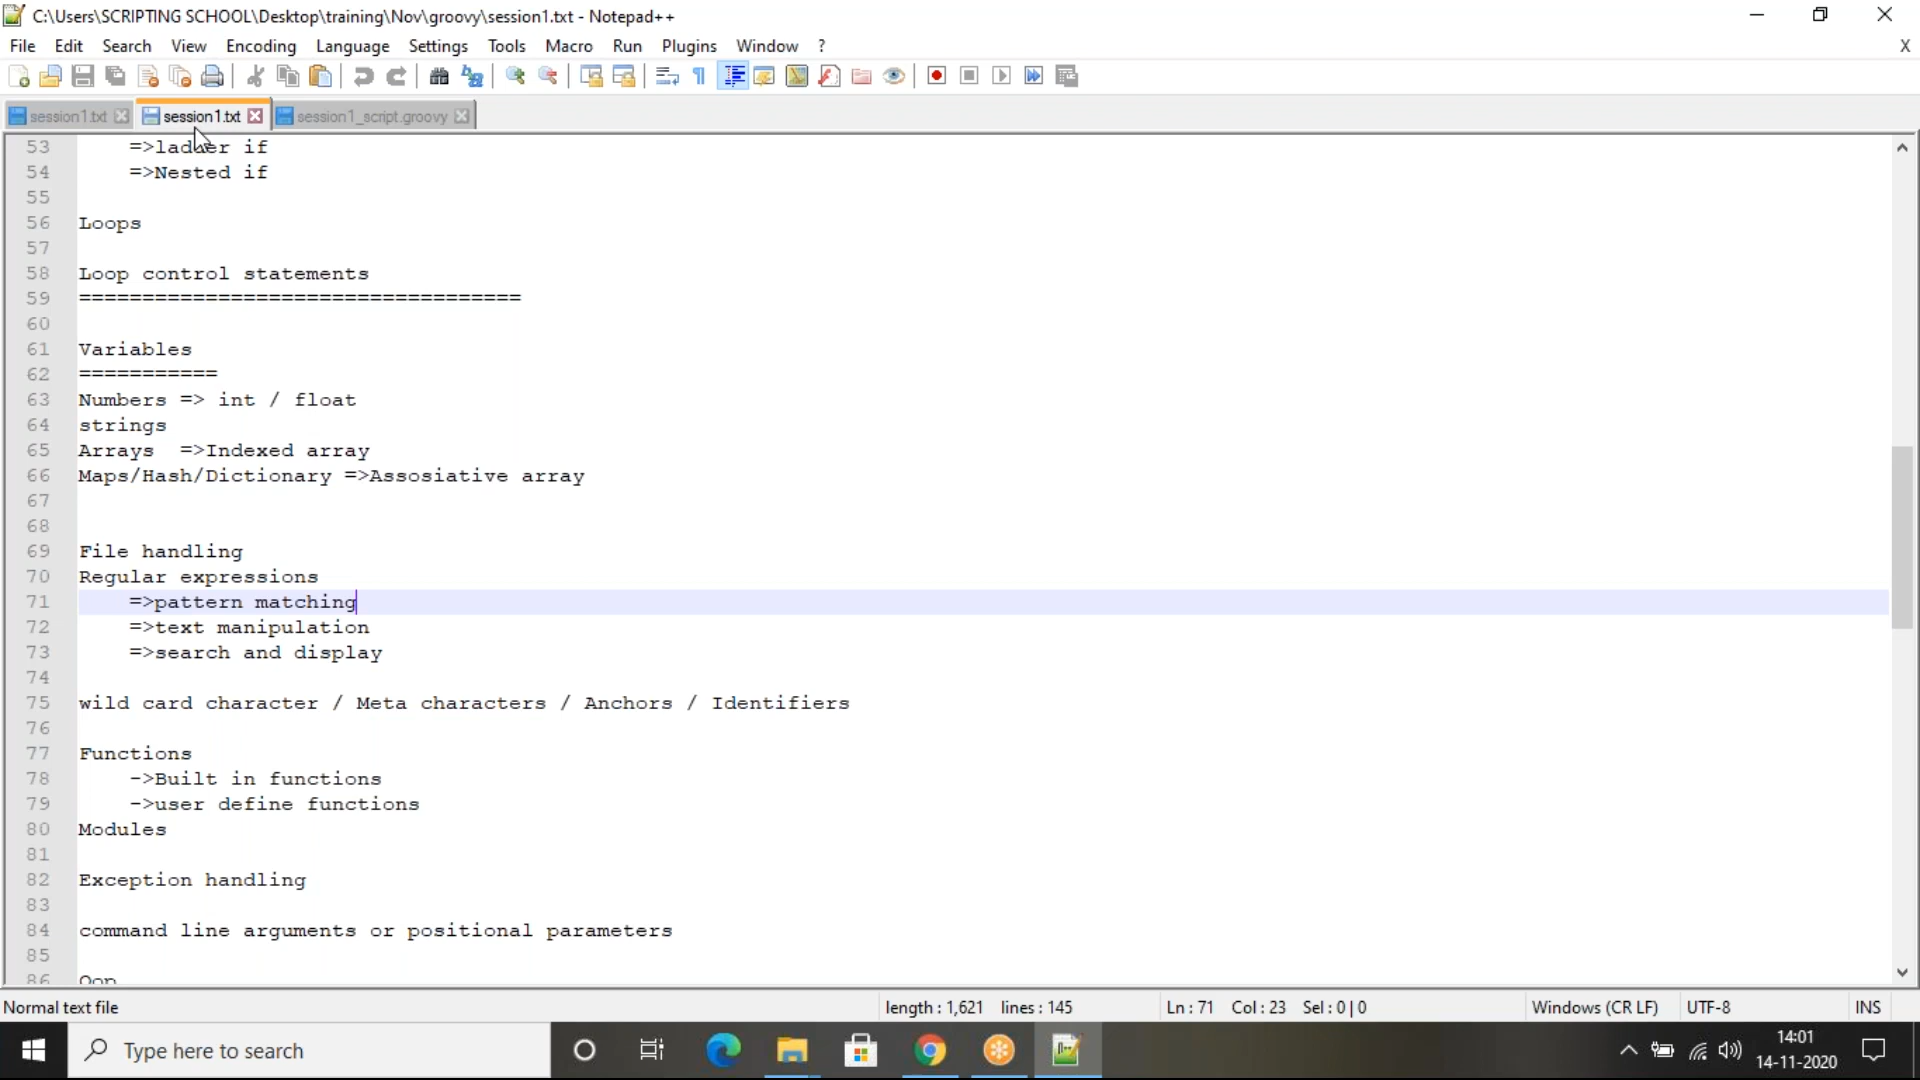 C:\Users\SCRIPTING SCHOOL\Desktop\training\Nov\groovy\session1.txt - Notepad++
File Edit Search View Encoding Language Settings Tools Macro Run Plugins Window ? X
session1.txt session1.txt session1_script.groovy
53 =>ladder if
54 =>Nested if
55
56 Loops
57
58 Loop control statements
59 ===================================
60
61 Variables
62 ===========
63 Numbers => int / float
64 strings
65 Arrays =>Indexed array
66 Maps/Hash/Dictionary =>Assosiative array
67
68
69 File handling
70 Regular expressions
71 =>pattern matching
72 =>text manipulation
73 =>search and display
74
75 wild card character / Meta characters / Anchors / Identifiers
76
77 Functions
78 ->Built in functions
79 ->user define functions
80 Modules
81
82 Exception handling
83
84 command line arguments or positional parameters
85
86 Oop
Normal text file length : 1,621 lines : 145 Ln : 71 Col : 23 Sel : 0 | 0 Windows (CR LF) UTF-8 INS
Type here to search
14:01
14-11-2020